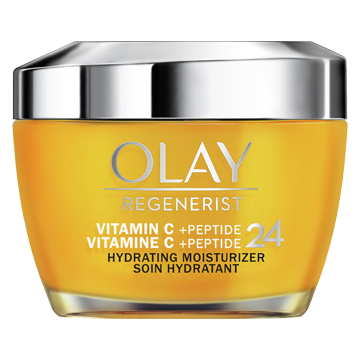 OLAY
REGENERIST
VITAMIN C +PEPTIDE 24
VITAMINE C +PEPTIDE
HYDRATING MOISTURIZER
SOIN HYDRATANT